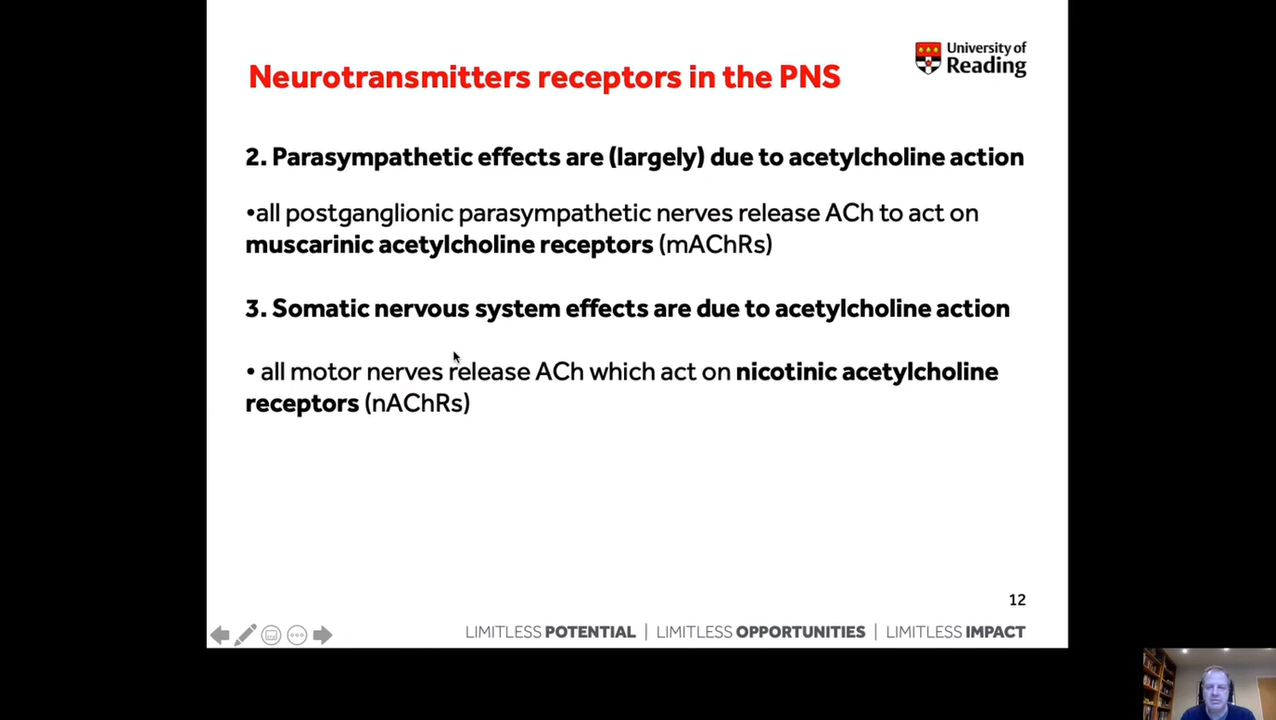 University of
Reading
Neurotransmitters receptors in the PNS
2. Parasympathetic effects are (largely) due to acetylcholine action
•all postganglionic parasympathetic nerves release ACh to act on
muscarinic acetylcholine receptors (mAChRs)
3. Somatic nervous system effects are due to acetylcholine action
• all motor nerves release ACh which act on nicotinic acetylcholine
receptors (nAChRs)
12
LIMITLESS POTENTIAL | LIMITLESS OPPORTUNITIES | LIMITLESS IMPACT